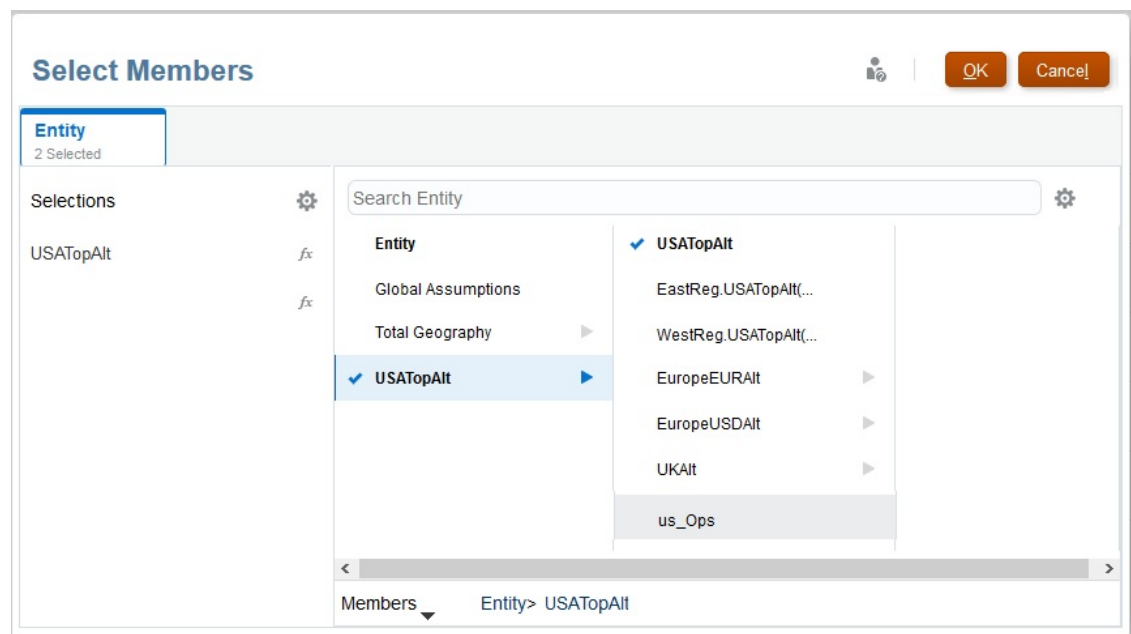 Select Members
OK
Cancel
Entity
2 Selected
Selections
Search Entity
USATopAlt
fx
fx
Entity
Global Assumptions
Total Geography
USATopAlt
USATopAlt
EastReg.USATopAlt(...
WestReg.USATopAlt(...
EuropeEURAlt
EuropeUSDAlt
UKAlt
us_Ops
Members
Entity> USATopAlt